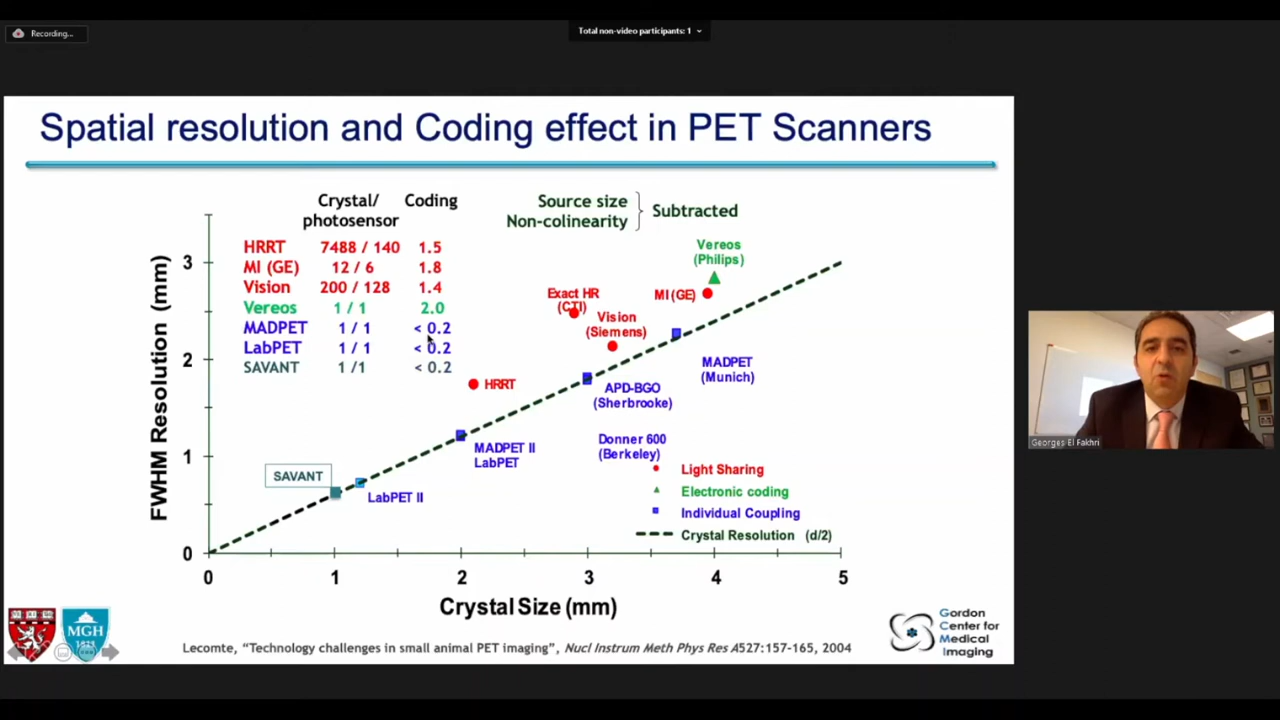 Recording...
Total non-video participants: 1
Spatial resolution and Coding effect in PET Scanners
Crystal/
photosensor
Coding
HRRT 7488 / 140 1.5
MI (GE) 12 / 6 1.8
Vision 200 / 128 1.4
Vereos 1 / 1 2.0
MADPET 1 / 1 < 0.2
LabPET 1 / 1 < 0.2
SAVANT 1 /1 < 0.2
Source size
Non-colinearity
Subtracted
Vereos
(Philips)
Exact HR
(CTI)
MI (GE)
Vision
(Siemens)
HRRT
MADPET
(Munich)
APD-BGO
(Sherbrooke)
Donner 600
(Berkeley)
MADPET II
LabPET
SAVANT
LabPET II
Light Sharing
Electronic coding
Individual Coupling
Crystal Resolution (d/2)
FWHM Resolution (mm)
3
2
1
0
0 1 2 3 4 5
Crystal Size (mm)
MGH
1811
Lecomte, “Technology challenges in small animal PET imaging”, Nucl Instrum Meth Phys Res A527:157-165, 2004
Gordon
Center for
Medical
Imaging
Georges El Fakhri